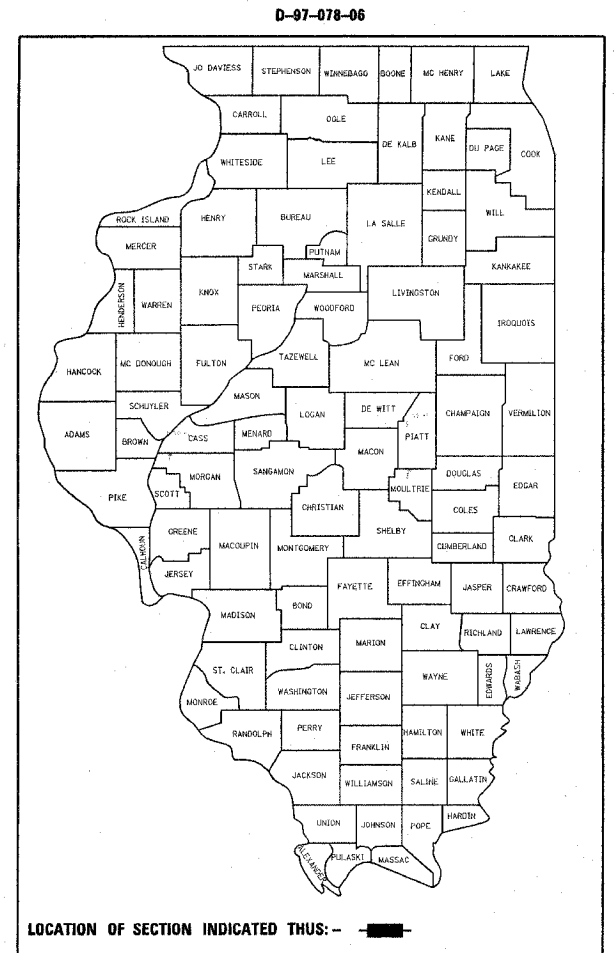 D-97-078-06
JO DAVIESS STEPHENSON WINNEBAGO BOONE MC HENRY LAKE
CARROLL OGLE DE KALB KANE DU PAGE COOK
WHITESIDE LEE
KENDALL WILL
ROCK ISLAND HENRY BUREAU LA SALLE GRUNDY
MERCER PUTNAM KANKAKEE
STARK MARSHALL
HENDERSON WARREN KNOX PEORIA WOODFORD LIVINGSTON IROQUOIS
HANCOCK MC DONOUGH FULTON TAZEWELL MC LEAN FORD
SCHUYLER MASON
ADAMS BROWN CASS MENARD LOGAN DE WITT PIATT CHAMPAIGN VERMILION
MACON
PIKE SCOTT MORGAN SANGAMON CHRISTIAN MOULTRIE DOUGLAS EDGAR
COLES
CALHOUN GREENE MACOUPIN MONTGOMERY SHELBY CUMBERLAND CLARK
JERSEY
FAYETTE EFFINGHAM JASPER CRAWFORD
MADISON BOND
CLAY RICHLAND LAWRENCE
CLINTON MARION
ST. CLAIR WAYNE EDWARDS WABASH
WASHINGTON JEFFERSON
MONROE
RANDOLPH PERRY HAMILTON WHITE
FRANKLIN
JACKSON WILLIAMSON SALINE GALLATIN
UNION JOHNSON POPE HARDIN
ALEXANDER PULASKI MASSAC
LOCATION OF SECTION INDICATED THUS: -